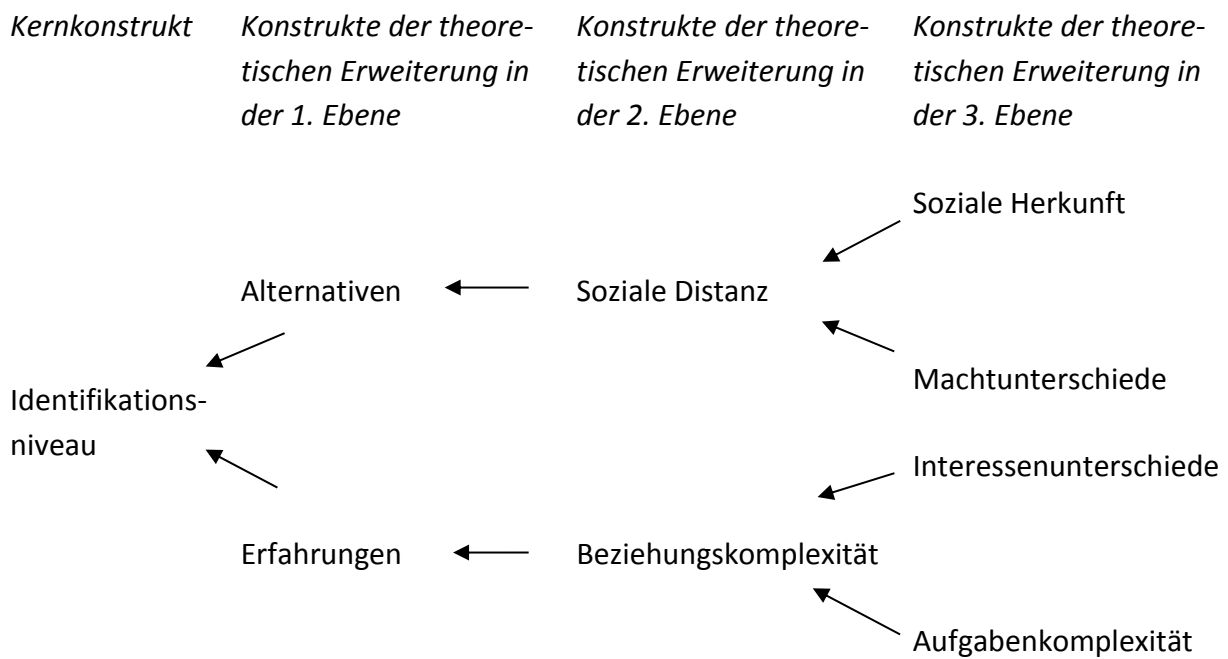 Kernkonstrukt
Konstrukte der theore-
tischen Erweiterung in
der 1. Ebene
Konstrukte der theore-
tischen Erweiterung in
der 2. Ebene
Konstrukte der theore-
tischen Erweiterung in
der 3. Ebene
Soziale Herkunft
Alternativen
Soziale Distanz
Machtunterschiede
Identifikations-
niveau
Interessenunterschiede
Erfahrungen
Beziehungskomplexität
Aufgabenkomplexität